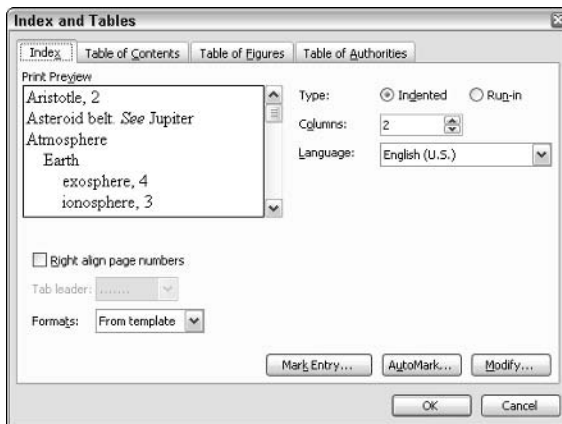 Index and Tables
Index Table of Contents Table of Figures Table of Authorities
Print Preview
Aristotle, 2
Asteroid belt. See Jupiter
Atmosphere
Earth
exosphere, 4
ionosphere, 3
Type: Indented Run-in
Columns: 2
Language: English (U.S.)
Right align page numbers
Tab leader: .......
Formats: From template
Mark Entry... AutoMark... Modify...
OK Cancel